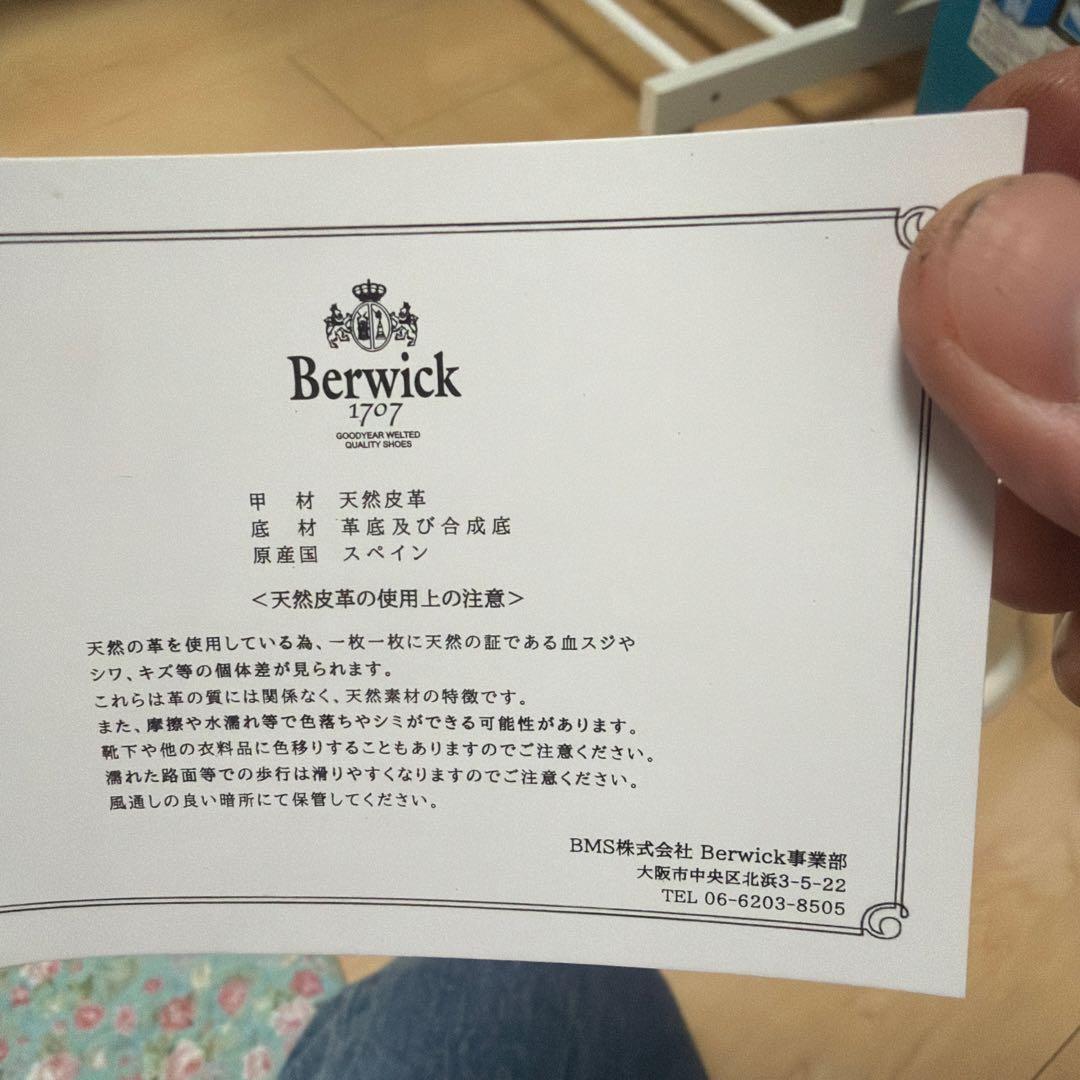 Berwick
1707
GOODYEAR WELTED
QUALITY SHOES
甲 材 天然皮革
底 材 革底及び合成底
原産国 スペイン
＜天然皮革の使用上の注意＞
天然の革を使用している為、一枚一枚に天然の証である血スジや
シワ、キズ等の個体差が見られます。
これらは革の質には関係なく、天然素材の特徴です。
また、摩擦や水濡れ等で色落ちやシミができる可能性があります。
靴下や他の衣料品に色移りすることもありますのでご注意ください。
濡れた路面等での歩行は滑りやすくなりますのでご注意ください。
風通しの良い暗所にて保管してください。
BMS株式会社 Berwick事業部
大阪市中央区北浜3-5-22
TEL 06-6203-8505